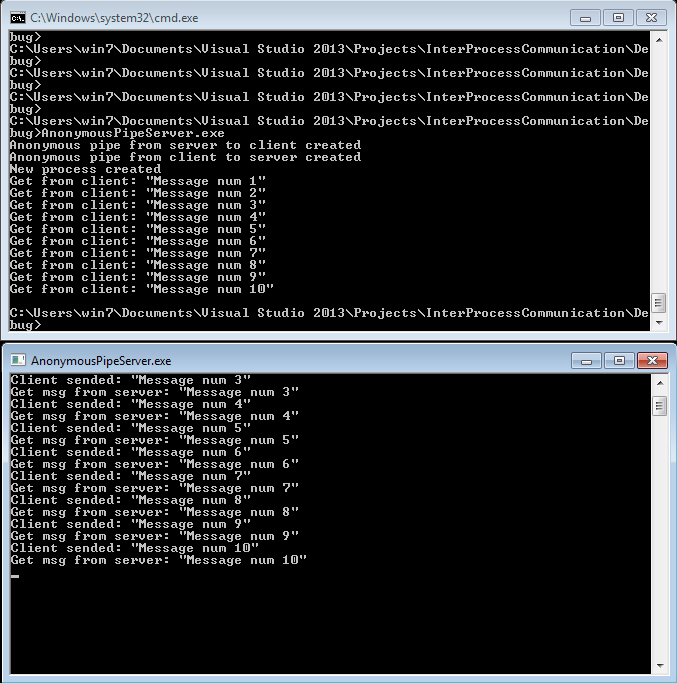 C:\Windows\system32\cmd.exe
bug>
C:\Users\win7\Documents\Visual Studio 2013\Projects\InterProcessCommunication\De
bug>
C:\Users\win7\Documents\Visual Studio 2013\Projects\InterProcessCommunication\De
bug>
C:\Users\win7\Documents\Visual Studio 2013\Projects\InterProcessCommunication\De
bug>
C:\Users\win7\Documents\Visual Studio 2013\Projects\InterProcessCommunication\De
bug>AnonymousPipeServer.exe
Anonymous pipe from server to client created
Anonymous pipe from client to server created
New process created
Get from client: "Message num 1"
Get from client: "Message num 2"
Get from client: "Message num 3"
Get from client: "Message num 4"
Get from client: "Message num 5"
Get from client: "Message num 6"
Get from client: "Message num 7"
Get from client: "Message num 8"
Get from client: "Message num 9"
Get from client: "Message num 10"
C:\Users\win7\Documents\Visual Studio 2013\Projects\InterProcessCommunication\De
bug>
AnonymousPipeServer.exe
Client sended: "Message num 3"
Get msg from server: "Message num 3"
Client sended: "Message num 4"
Get msg from server: "Message num 4"
Client sended: "Message num 5"
Get msg from server: "Message num 5"
Client sended: "Message num 6"
Get msg from server: "Message num 6"
Client sended: "Message num 7"
Get msg from server: "Message num 7"
Client sended: "Message num 8"
Get msg from server: "Message num 8"
Client sended: "Message num 9"
Get msg from server: "Message num 9"
Client sended: "Message num 10"
Get msg from server: "Message num 10"